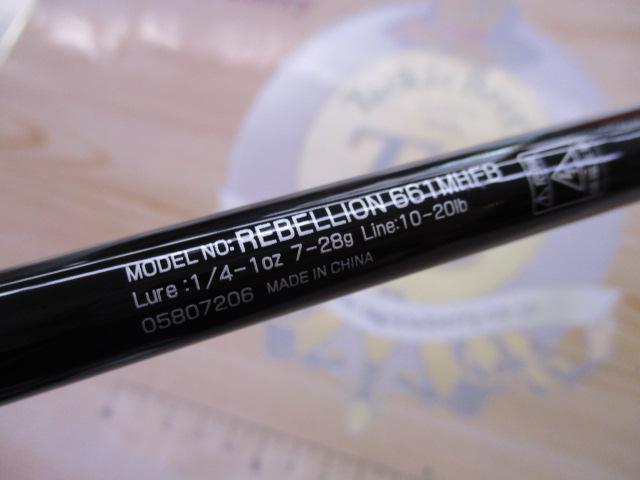 MODEL NO: REBELLION 661MHFB
Lure :1/4-1oz 7-28g Line:10-20lb
05807206 MADE IN CHINA